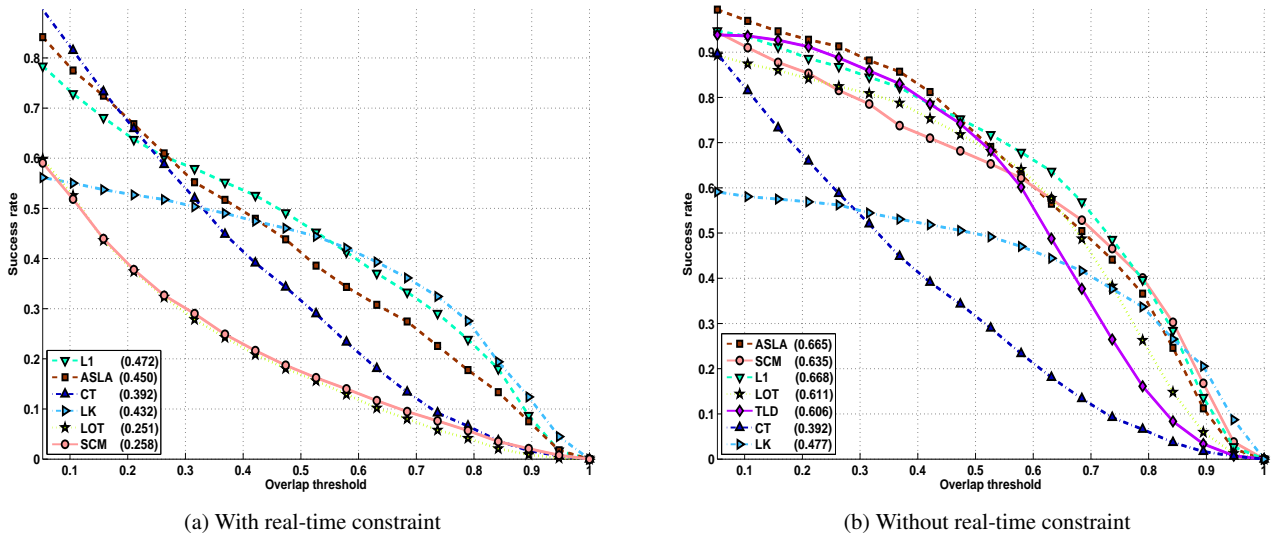 0.8
0.7
0.6
0.5
0.4
0.3
0.2
0.1
0
Success rate
L1 (0.472)
ASLA (0.450)
CT (0.392)
LK (0.432)
LOT (0.251)
SCM (0.258)
0.1 0.2 0.3 0.4 0.5 0.6 0.7 0.8 0.9 1
Overlap threshold
(a) With real-time constraint
0.9
0.8
0.7
0.6
0.5
0.4
0.3
0.2
0.1
0
Success rate
ASLA (0.665)
SCM (0.635)
L1 (0.668)
LOT (0.611)
TLD (0.606)
CT (0.392)
LK (0.477)
0.1 0.2 0.3 0.4 0.5 0.6 0.7 0.8 0.9 1
Overlap threshold
(b) Without real-time constraint